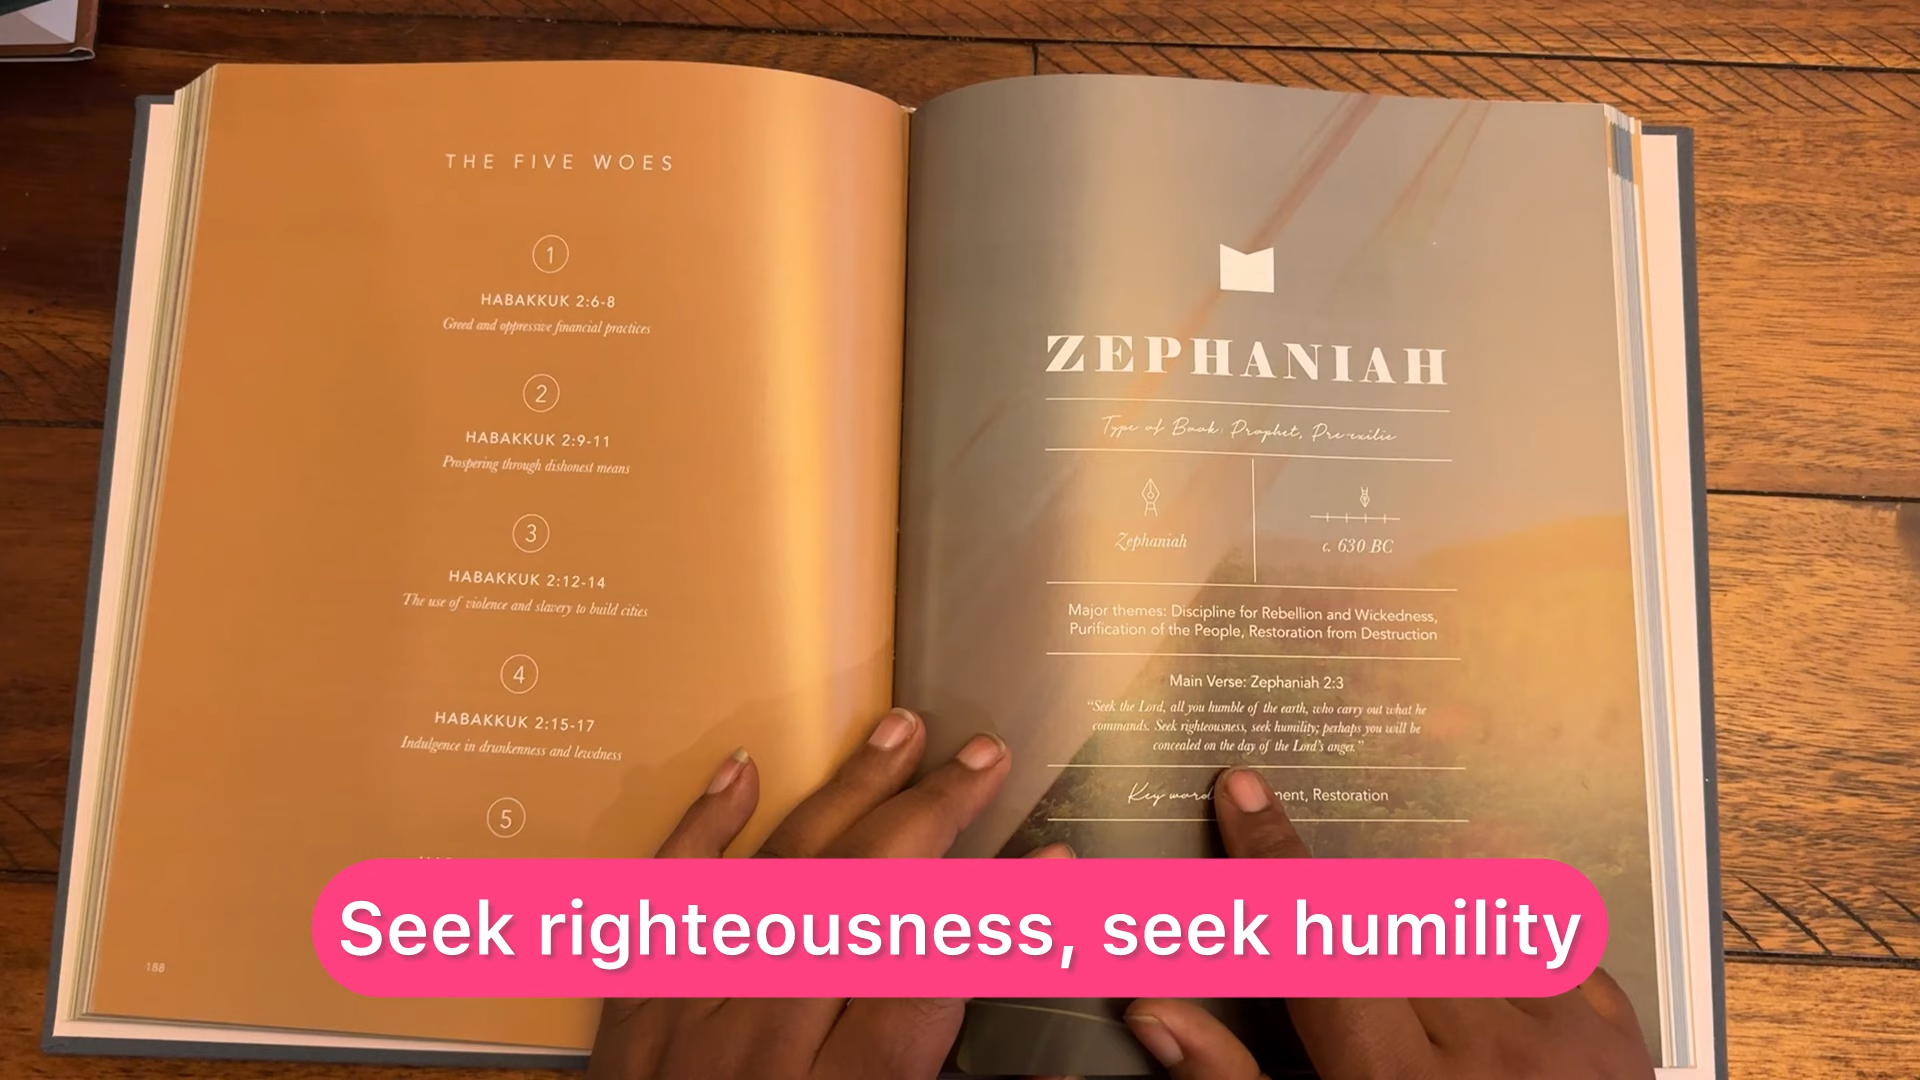 THE FIVE WOES
1
HABAKKUK 2:6-8
Greed and oppressive financial practices
2
HABAKKUK 2:9-11
Prospering through dishonest means
3
HABAKKUK 2:12-14
The use of violence and slavery to build cities
4
HABAKKUK 2:15-17
Indulgence in drunkenness and lewdness
5
188
ZEPHANIAH
Type of Book: Prophet, Pre-exilic
Zephaniah
c. 630 BC
Major themes: Discipline for Rebellion and Wickedness,
Purification of the People, Restoration from Destruction
Main Verse: Zephaniah 2:3
“Seek the Lord, all you humble of the earth, who carry out what he
commands. Seek righteousness, seek humility; perhaps you will be
concealed on the day of the Lord’s anger.”
Key word Restoration
Seek righteousness, seek humility